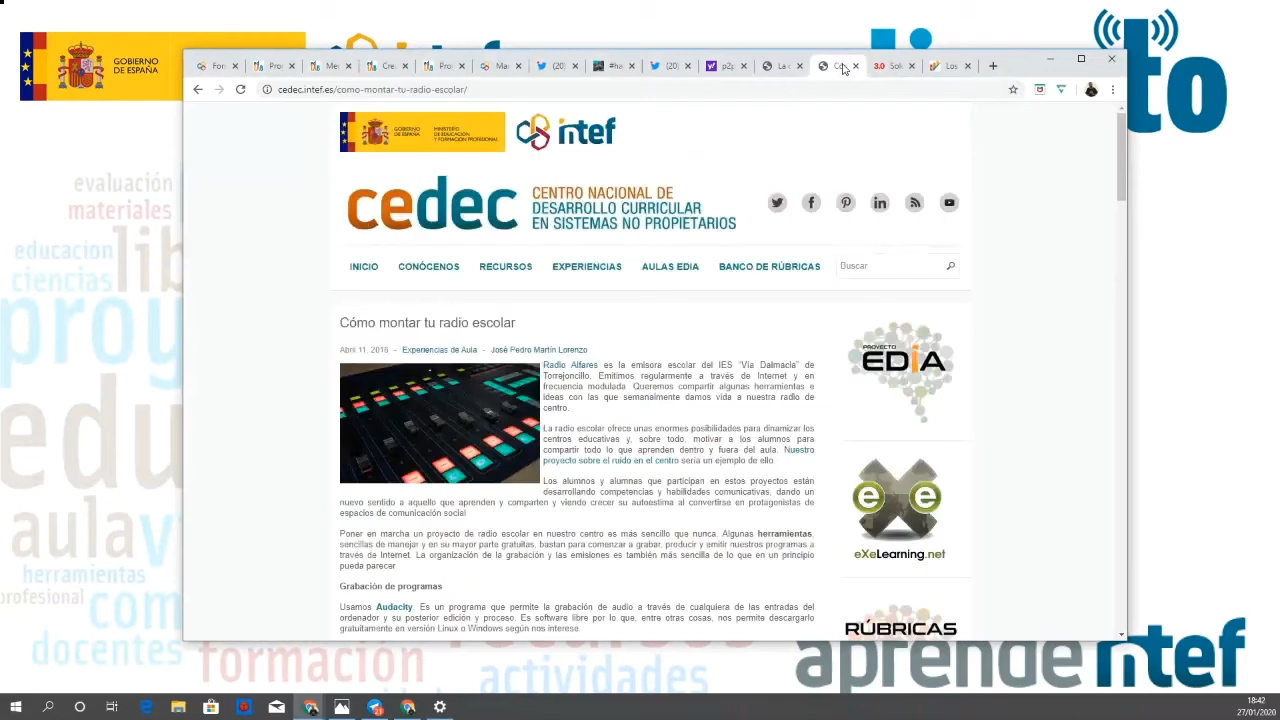 GOBIERNO
DE ESPAÑA
to
evaluación
materiales
educacion
ciencias
proy
edu
aula
herramientas
profesional
com
docentes
formación
actividades
aprende intef
(20)
#ha
(20)
p2p
3.0 Sol
Los
cedec.intef.es/como-montar-tu-radio-escolar/
GOBIERNO
DE ESPAÑA
MINISTERIO
DE EDUCACIÓN
Y FORMACIÓN PROFESIONAL
intef
cedec
CENTRO NACIONAL DE
DESARROLLO CURRICULAR
EN SISTEMAS NO PROPIETARIOS
INICIO CONÓCENOS RECURSOS EXPERIENCIAS AULAS EDIA BANCO DE RÚBRICAS Buscar
Cómo montar tu radio escolar
Abril 11, 2016 - Experiencias de Aula - José Pedro Martín Lorenzo
Radio Alfares es la emisora escolar del IES "Vía Dalmacia" de
Torrejoncillo. Emitimos regularmente a través de Internet y en
frecuencia modulada. Queremos compartir algunas herramientas e
ideas con las que semanalmente damos vida a nuestra radio de
centro.
La radio escolar ofrece unas enormes posibilidades para dinamizar los
centros educativos y, sobre todo, motivar a los alumnos para
compartir todo lo que aprenden dentro y fuera del aula. Nuestro
proyecto sobre el ruido en el centro sería un ejemplo de ello.
Los alumnos y alumnas que participan en estos proyectos están
desarrollando competencias y habilidades comunicativas, dando un
nuevo sentido a aquello que aprenden y comparten y viendo crecer su autoestima al convertirse en protagonistas de
espacios de comunicación social
Poner en marcha un proyecto de radio escolar en nuestro centro es más sencillo que nunca. Algunas herramientas,
sencillas de manejar y en su mayor parte gratuitas, bastan para comenzar a grabar, producir y emitir nuestros programas a
través de Internet. La organización de la grabación y las emisiones es también más sencilla de lo que en un principio
pueda parecer
Grabación de programas
Usamos Audacity. Es un programa que permite la grabación de audio a través de cualquiera de las entradas del
ordenador y su posterior edición y proceso. Es software libre por lo que, entre otras cosas, nos permite descargarlo
gratuitamente en versión Linux o Windows según nos interese.
PROYECTO
EDIA
eXeLearning.net
RÚBRICAS
18:42
27/01/2020